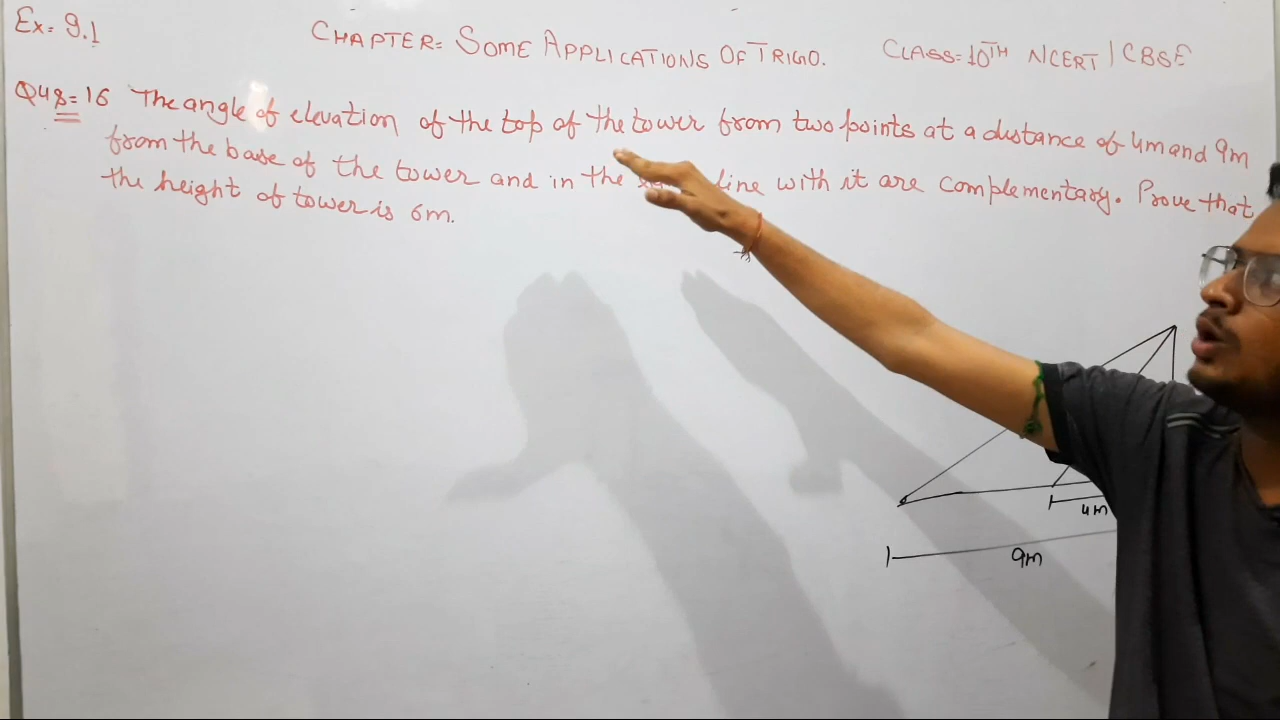 Ex= 9.1
CHAPTER= SOME APPLICATIONS OF TRIGO. CLASS=10TH NCERT | CBSE
QUES=16 The angle of elevation of the top of the tower from two points at a distance of 4m and 9m
from the base of the tower and in the line with it are complementary. Prove that
the height of tower is 6m.
4m
9m